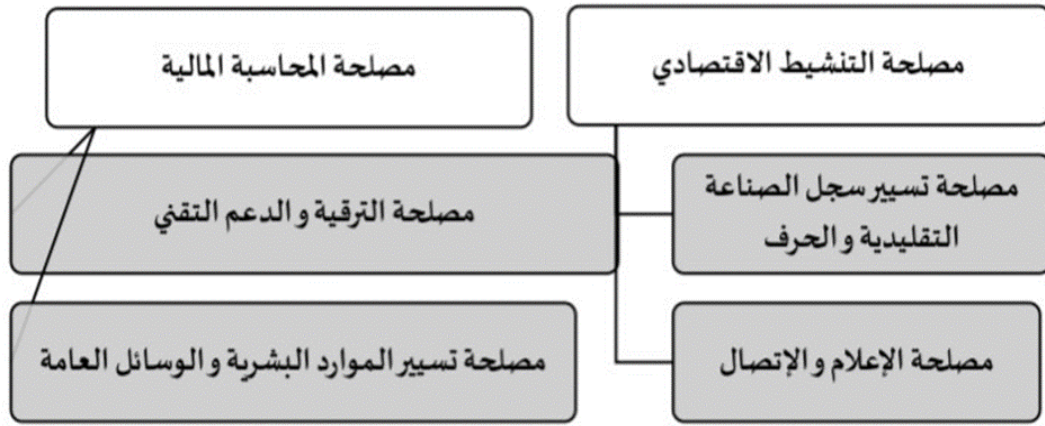 مصلحة التنشيط الاقتصادي
مصلحة المحاسبة المالية
مصلحة تسيير سجل الصناعة
التقليدية و الحرف
مصلحة الترقية و الدعم التقني
مصلحة الإعلام و الإتصال
مصلحة تسيير الموارد البشرية و الوسائل العامة